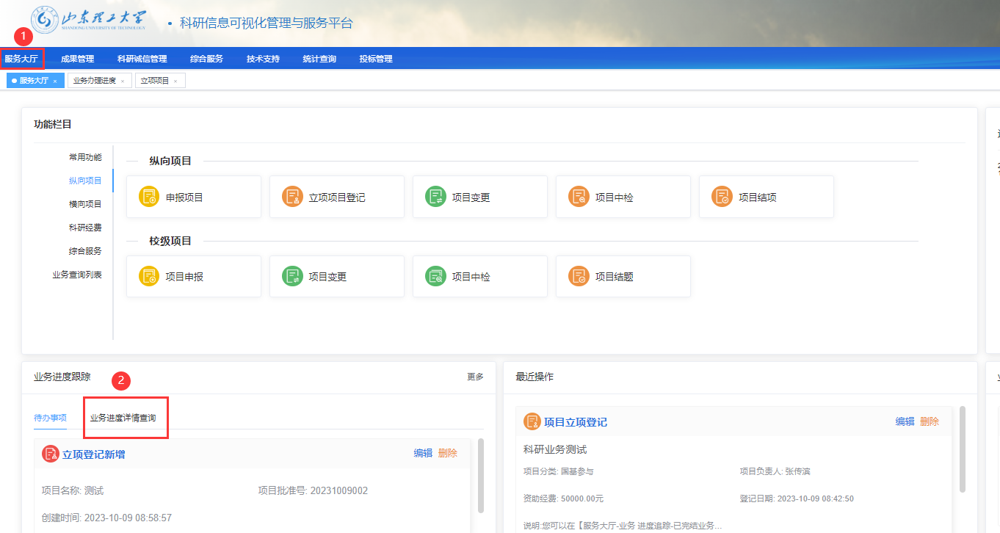 山东理工大学
SHANDONG UNIVERSITY OF TECHNOLOGY
• 科研信息可视化管理与服务平台
1
服务大厅 成果管理 科研诚信管理 综合服务 技术支持 统计查询 投标管理
服务大厅 × 业务办理进度 × 立项项目 ×
功能栏目
常用功能
纵向项目
横向项目
科研经费
综合服务
业务查询列表
纵向项目
申报项目 立项项目登记 项目变更 项目中检 项目结项
校级项目
项目申报 项目变更 项目中检 项目结题
业务进度跟踪 更多
2
待办事项 业务进度详情查询
立项登记新增 编辑 删除
项目名称: 测试 项目批准号: 20231009002
创建时间: 2023-10-09 08:58:57
最近操作
项目立项登记 编辑 删除
科研业务测试
项目分类: 国基参与 项目负责人: 张传滨
资助经费: 50000.00元 登记日期: 2023-10-09 08:42:50
说明:您可以在【服务大厅-业务 进度追踪-已完结业务...